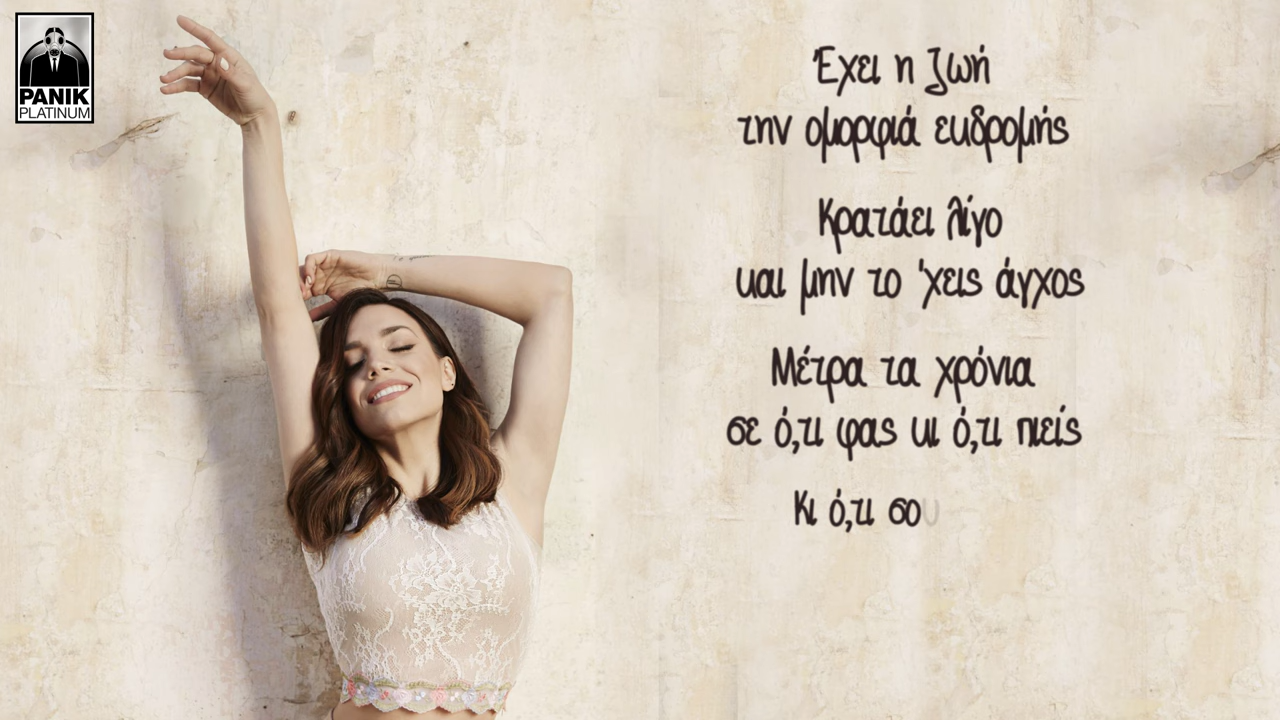 PANIK
PLATINUM
Έχει η ζωή
την ομορφιά εκδρομής
Κρατάει λίγο
και μην το 'χεις άγχος
Μέτρα τα χρόνια
σε ό,τι φας κι ό,τι πιείς
Κι ό,τι σου